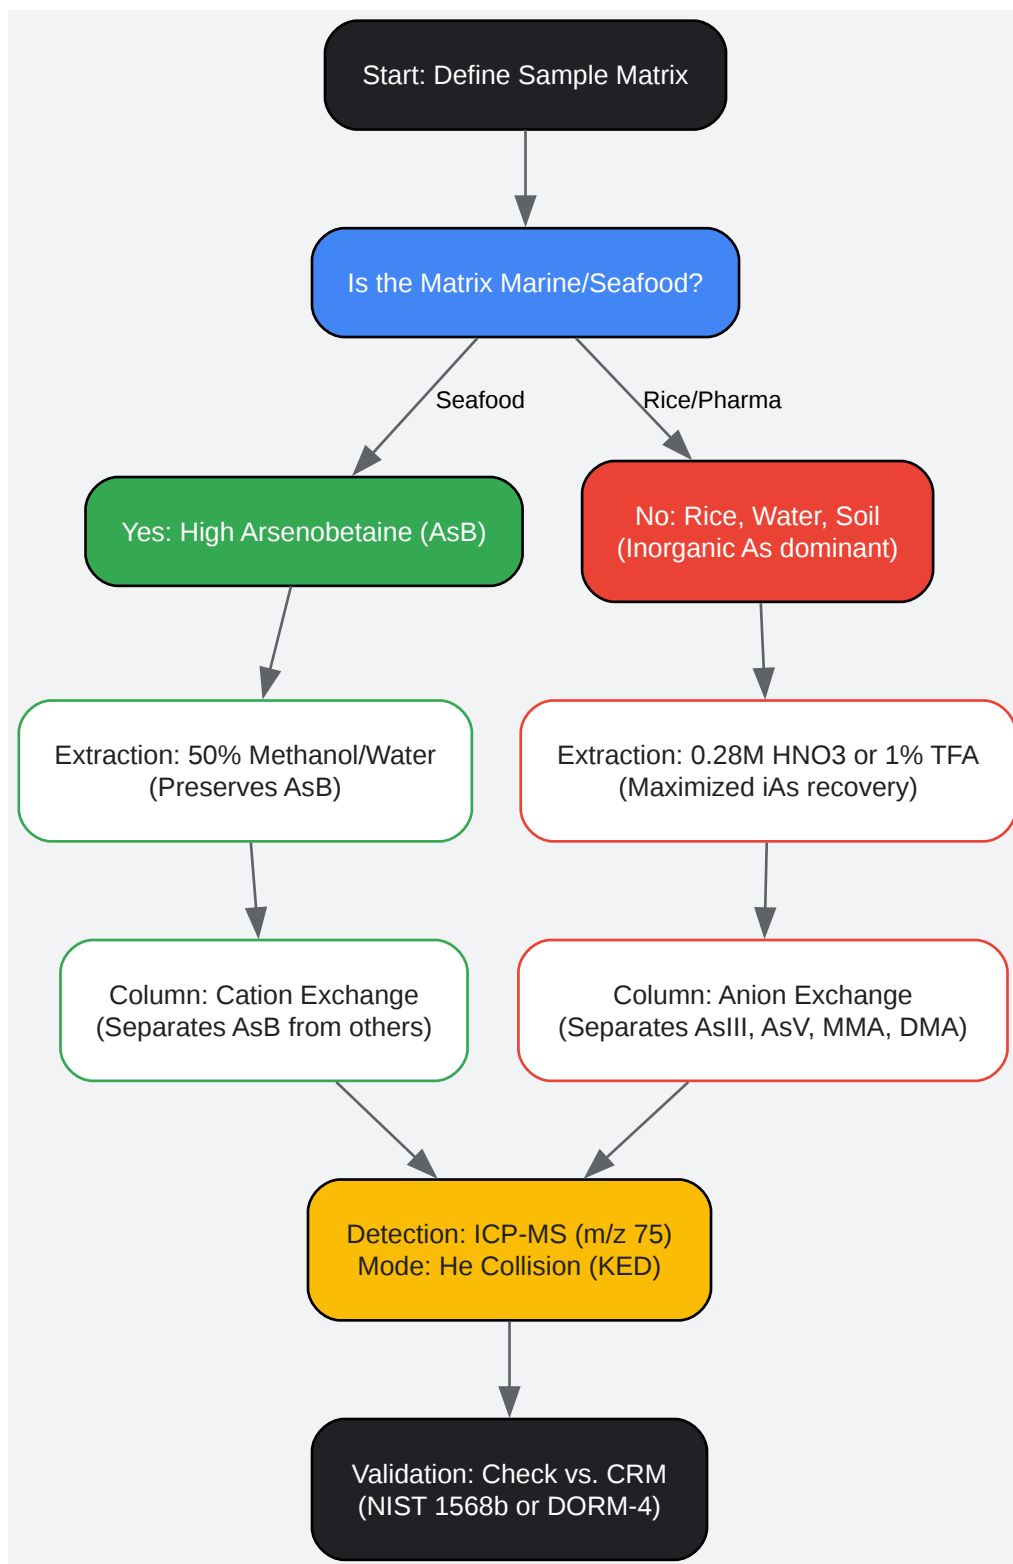 Start: Define Sample Matrix
Is the Matrix Marine/Seafood?
Seafood
Rice/Pharma
Yes: High Arsenobetaine (AsB)
No: Rice, Water, Soil
(Inorganic As dominant)
Extraction: 50% Methanol/Water
(Preserves AsB)
Extraction: 0.28M HNO3 or 1% TFA
(Maximized iAs recovery)
Column: Cation Exchange
(Separates AsB from others)
Column: Anion Exchange
(Separates AsIII, AsV, MMA, DMA)
Detection: ICP-MS (m/z 75)
Mode: He Collision (KED)
Validation: Check vs. CRM
(NIST 1568b or DORM-4)